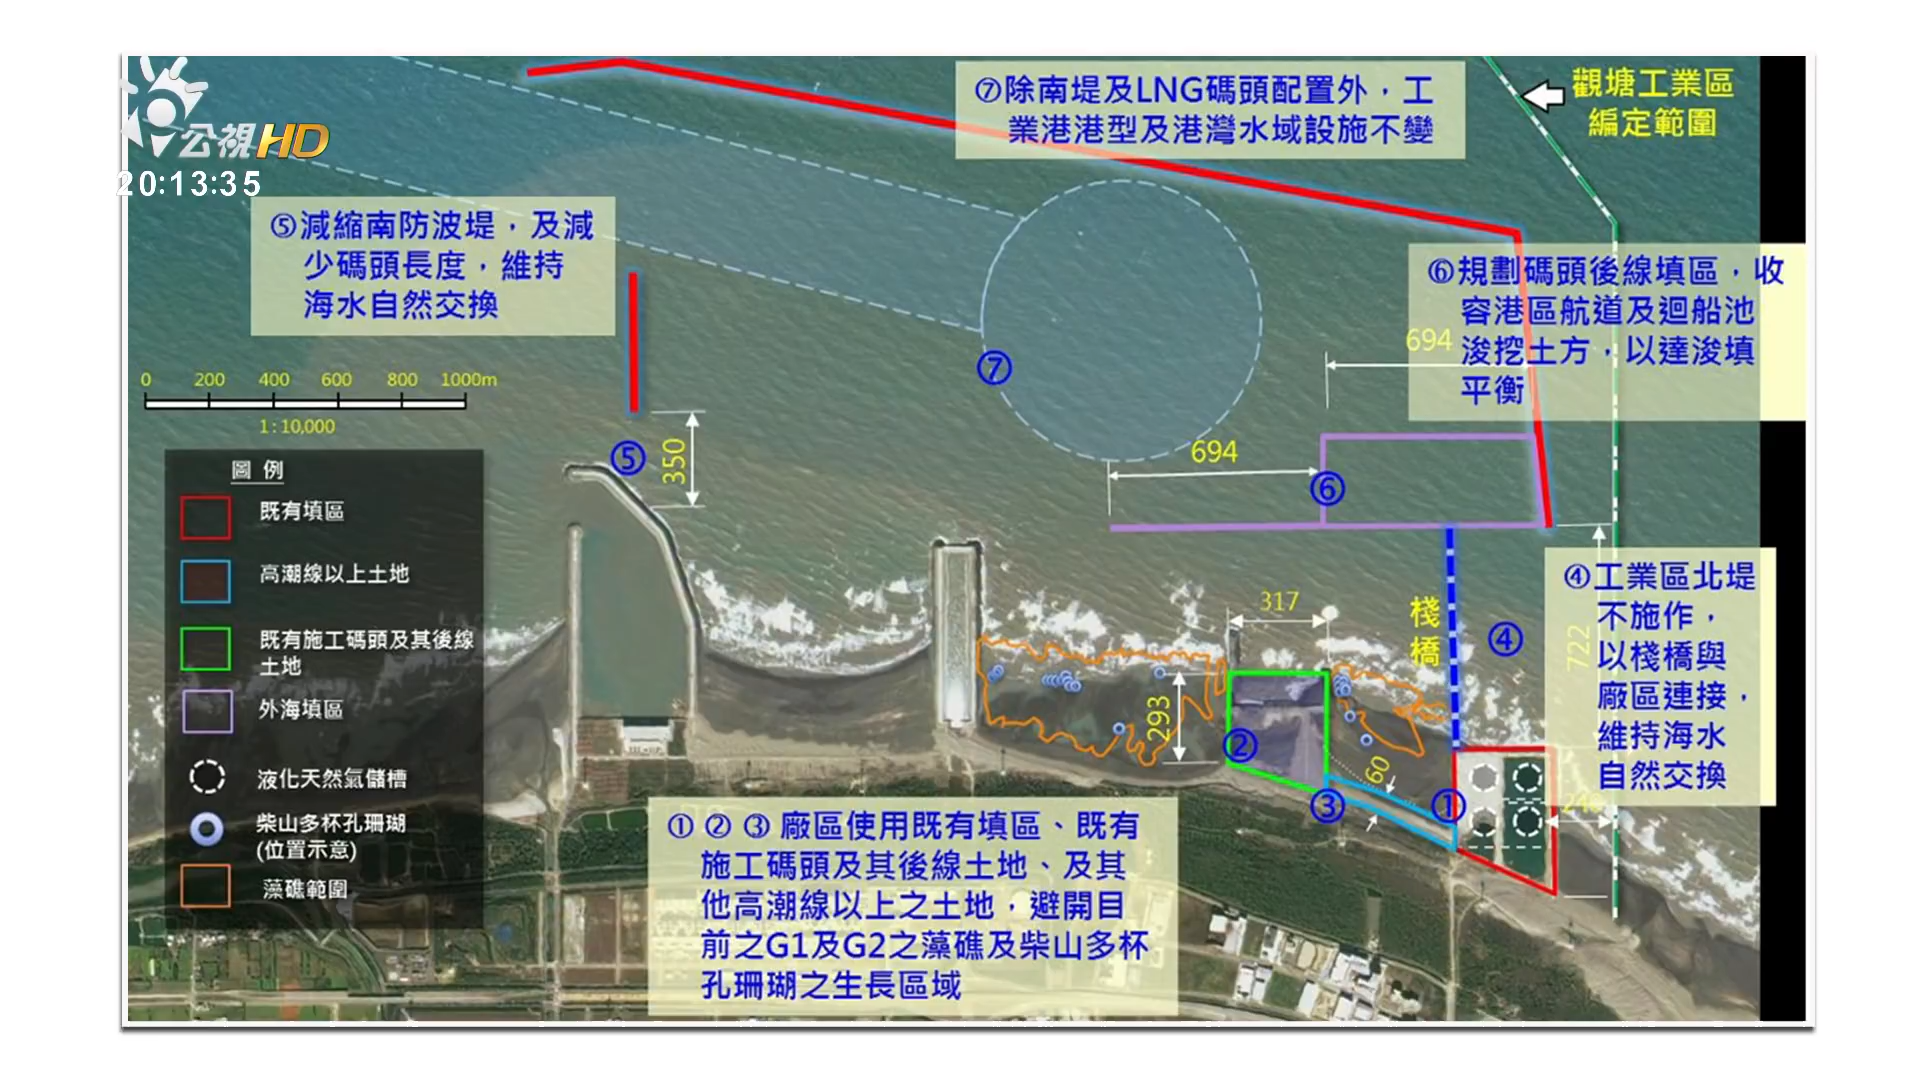 公視HD
20:13:35
⑦除南堤及LNG碼頭配置外，工
業港港型及港灣水域設施不變
觀塘工業區
編定範圍
⑤減縮南防波堤，及減
少碼頭長度，維持
海水自然交換
⑥規劃碼頭後線填區，收
容港區航道及迴船池
浚挖土方，以達浚填
平衡
694
⑦
0 200 400 600 800 1000m
1:10,000
⑤
350
694
⑥
圖 例
既有填區
高潮線以上土地
既有施工碼頭及其後線
土地
外海填區
液化天然氣儲槽
柴山多杯孔珊瑚
(位置示意)
藻礁範圍
317
棧
橋
④
722
④工業區北堤
不施作，
以棧橋與
廠區連接，
維持海水
自然交換
293
②
60
③
①
① ② ③ 廠區使用既有填區、既有
施工碼頭及其後線土地、及其
他高潮線以上之土地，避開目
前之G1及G2之藻礁及柴山多杯
孔珊瑚之生長區域